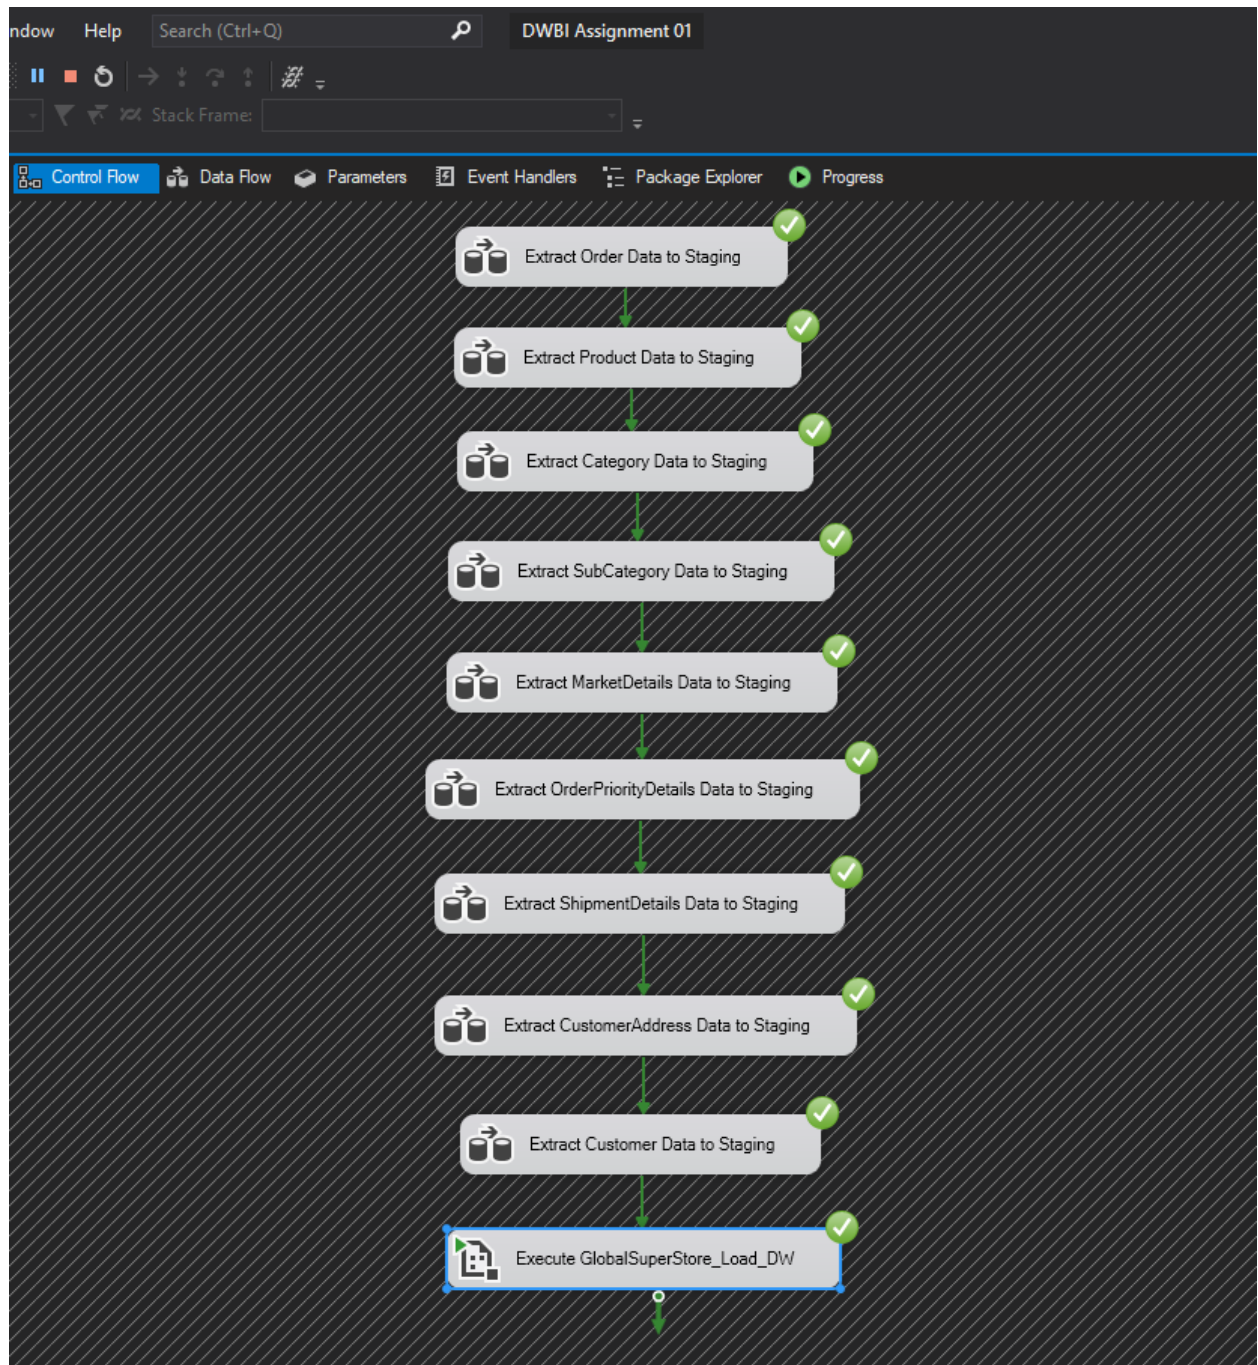 ndow Help Search (Ctrl+Q) DWBI Assignment 01
Stack Frame:
Control Flow Data Flow Parameters Event Handlers Package Explorer Progress
Extract Order Data to Staging
Extract Product Data to Staging
Extract Category Data to Staging
Extract SubCategory Data to Staging
Extract MarketDetails Data to Staging
Extract OrderPriorityDetails Data to Staging
Extract ShipmentDetails Data to Staging
Extract CustomerAddress Data to Staging
Extract Customer Data to Staging
Execute GlobalSuperStore_Load_DW